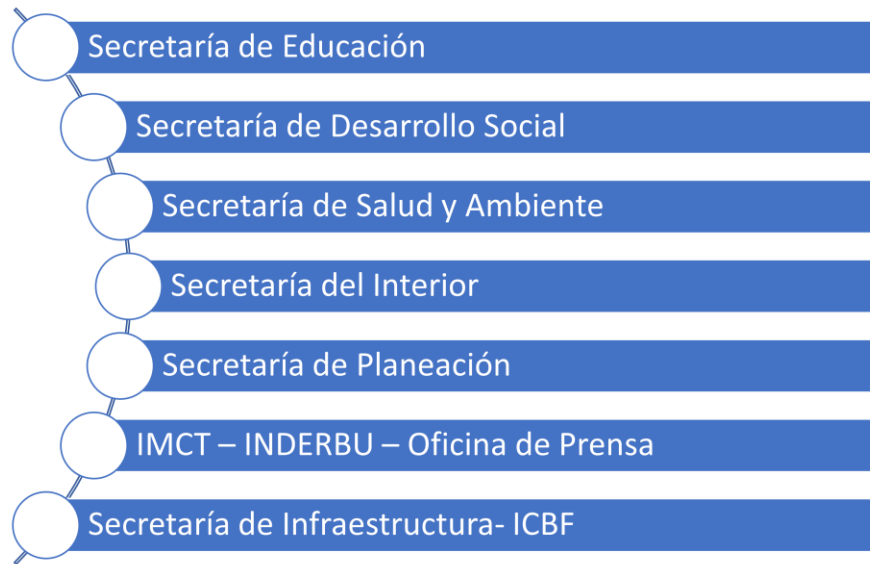 Secretaría de Educación
Secretaría de Desarrollo Social
Secretaría de Salud y Ambiente
Secretaría del Interior
Secretaría de Planeación
IMCT – INDERBU – Oficina de Prensa
Secretaría de Infraestructura- ICBF